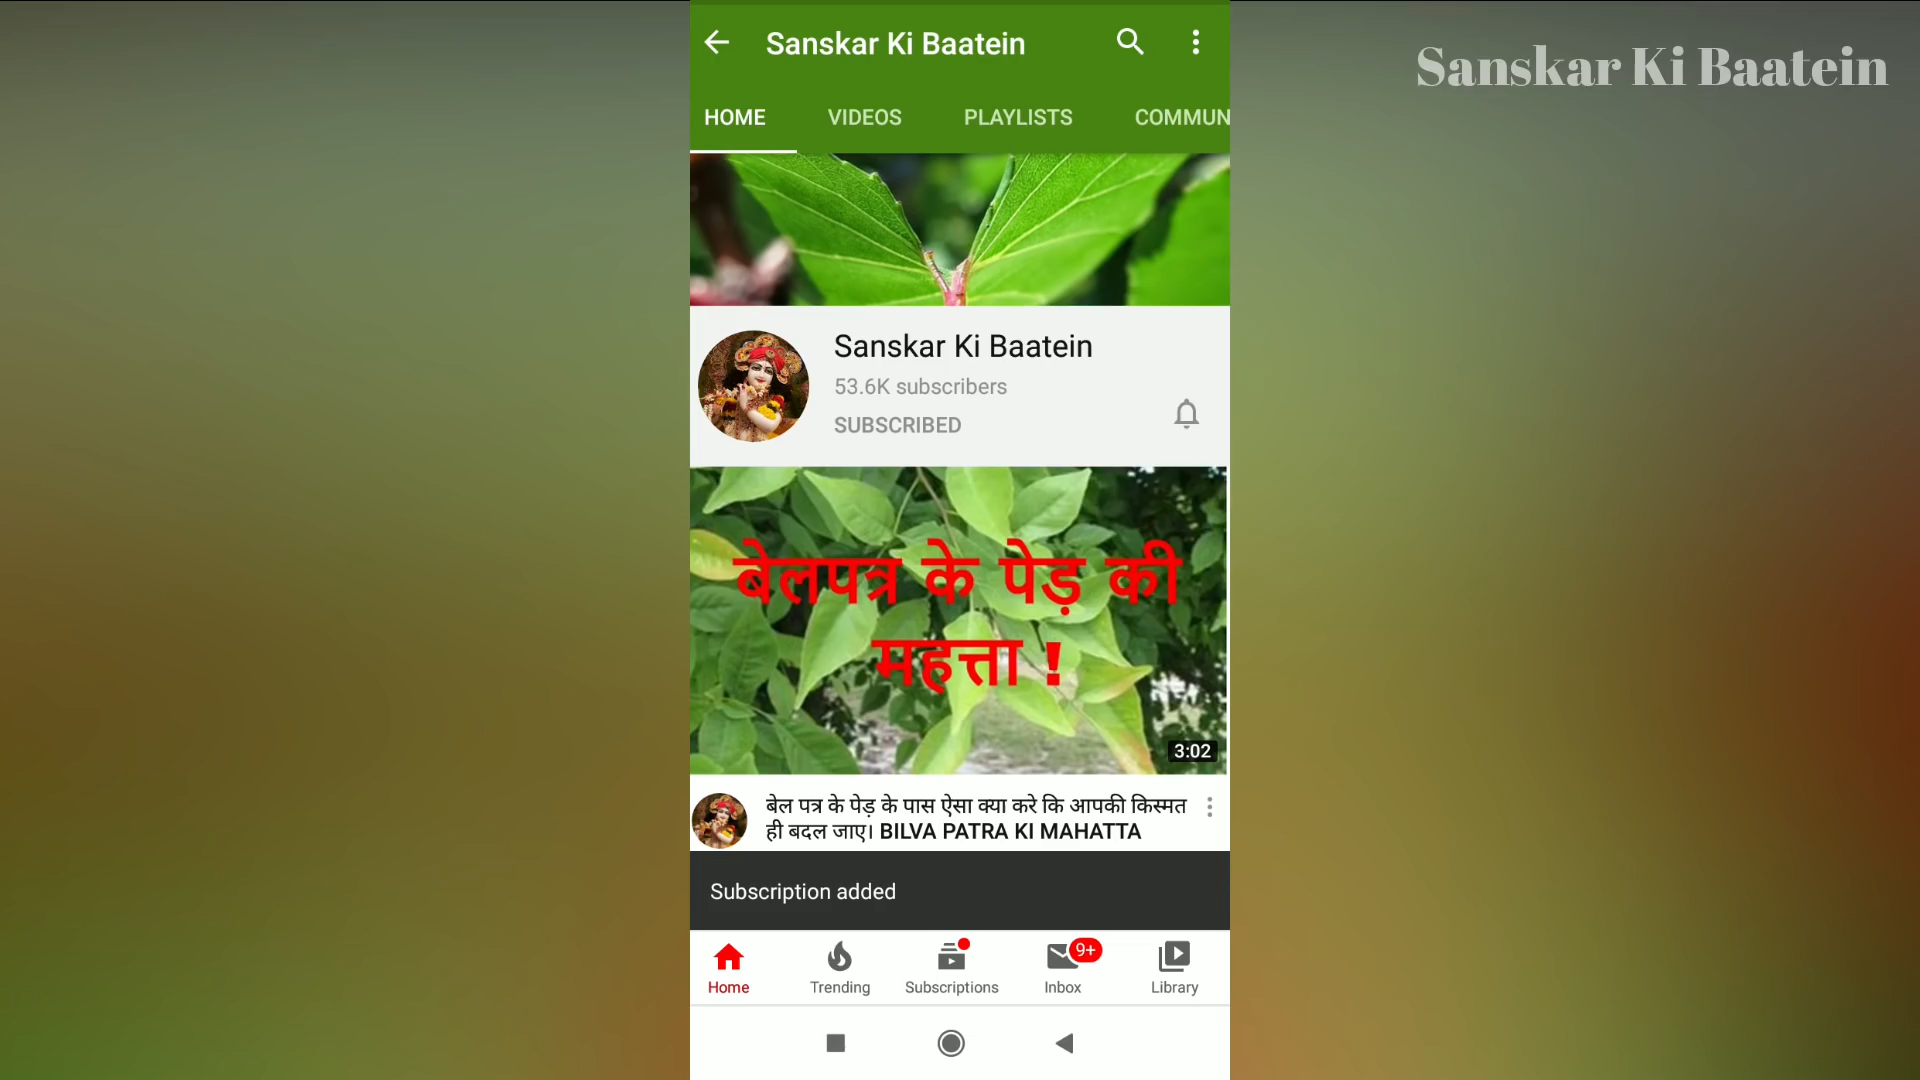 Sanskar Ki Baatein
Sanskar Ki Baatein
HOME VIDEOS PLAYLISTS COMMUN
Sanskar Ki Baatein
53.6K subscribers
SUBSCRIBED
बेलपत्र के पेड़ की
महत्ता !
3:02
बेल पत्र के पेड़ के पास ऐसा क्या करे कि आपकी किस्मत
ही बदल जाए। BILVA PATRA KI MAHATTA
Subscription added
9+
Home Trending Subscriptions Inbox Library